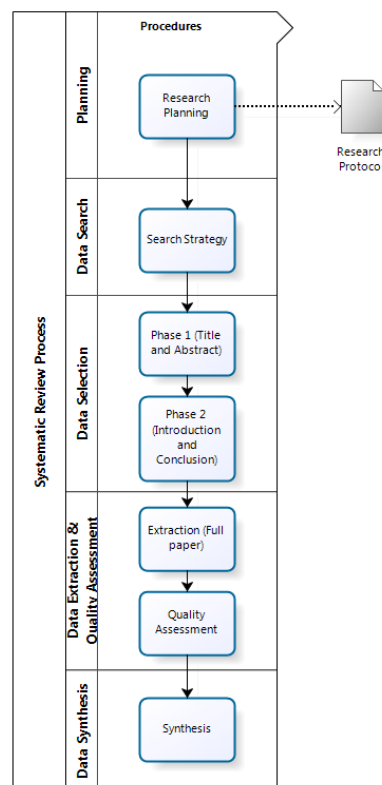 Procedures
Systematic Review Process
Planning
Research
Planning
Research
Protoco
Data Search
Search Strategy
Data Selection
Phase 1 (Title
and Abstract)
Phase 2
(Introduction
and
Conclusion)
Data Extraction &
Quality Assessment
Extraction (Full
paper)
Quality
Assessment
Data Synthesis
Synthesis